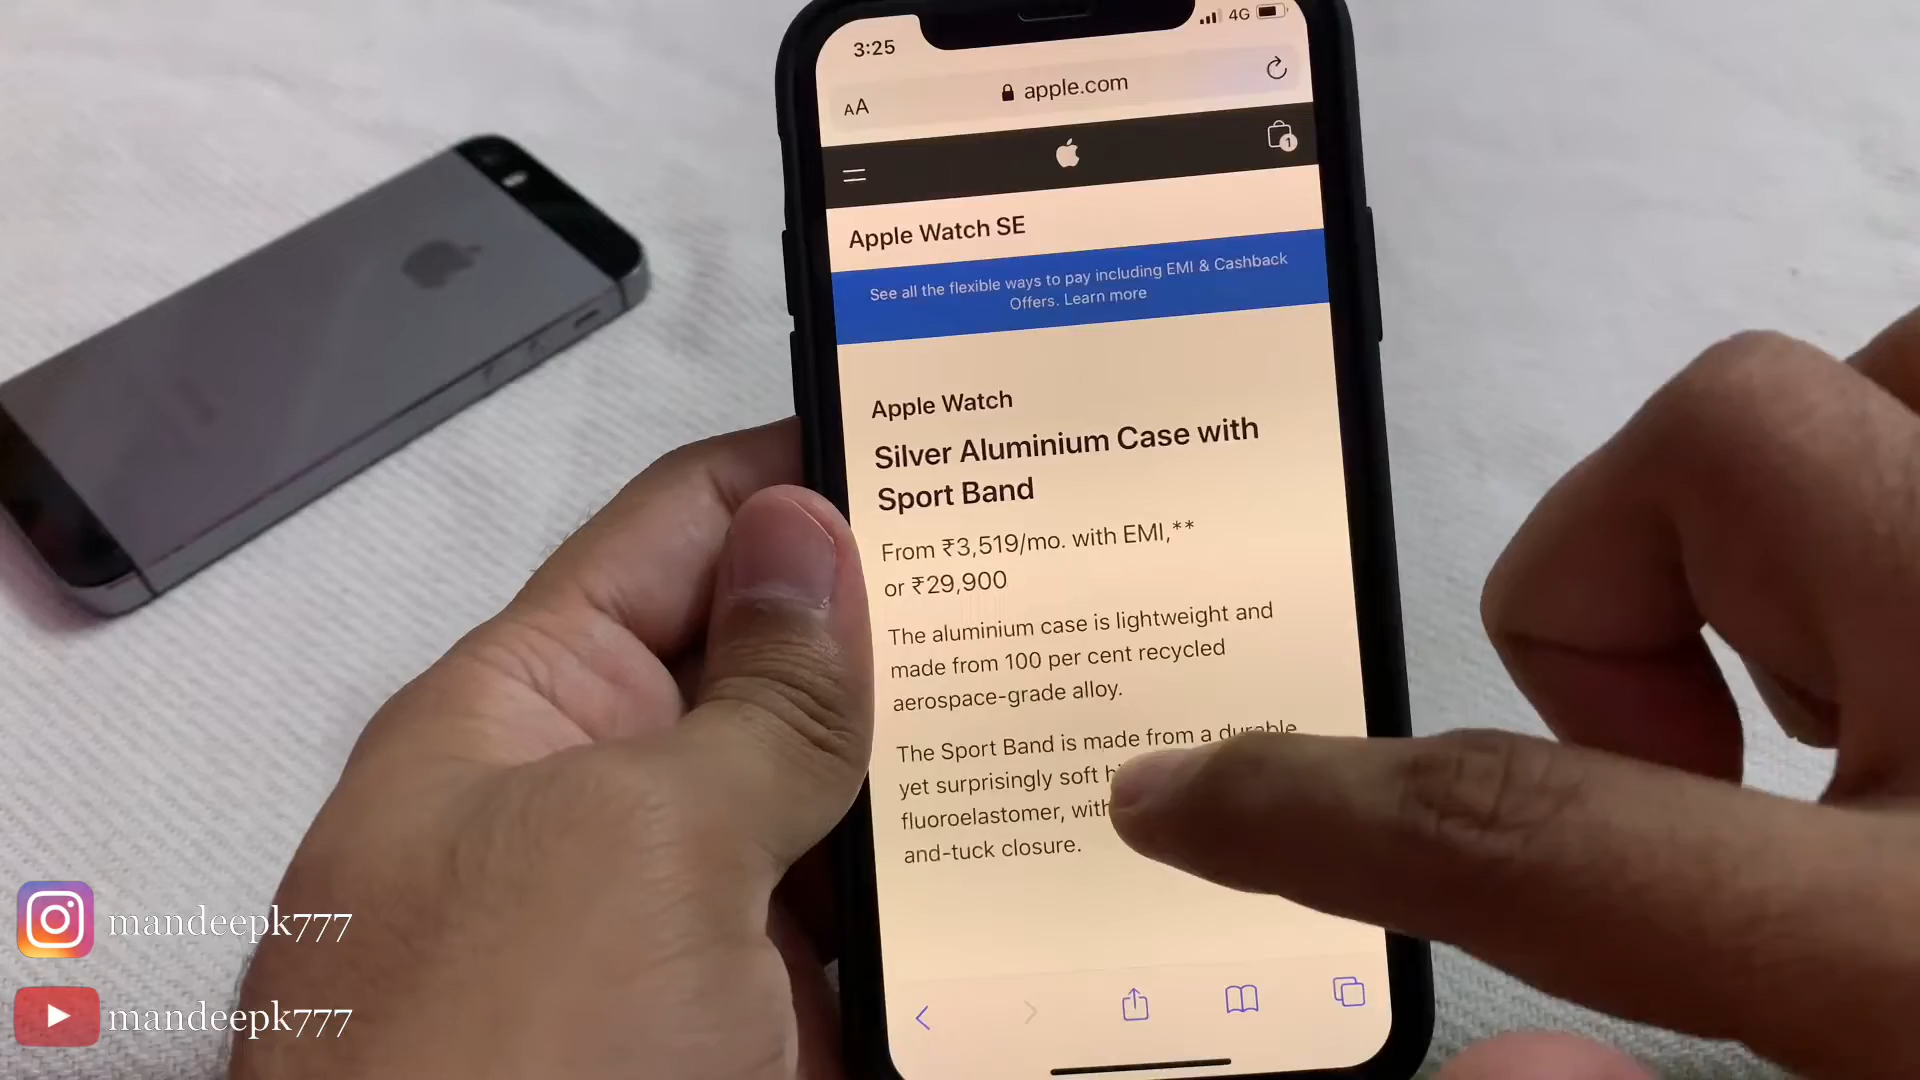 3:25
4G
AA
apple.com
1
Apple Watch SE
See all the flexible ways to pay including EMI & Cashback
Offers. Learn more
Apple Watch
Silver Aluminium Case with
Sport Band
From ₹3,519/mo. with EMI,**
or ₹29,900
The aluminium case is lightweight and
made from 100 per cent recycled
aerospace-grade alloy.
The Sport Band is made from a durable
yet surprisingly soft
fluoroelastomer, with
and-tuck closure.
mandeepk777
mandeepk777